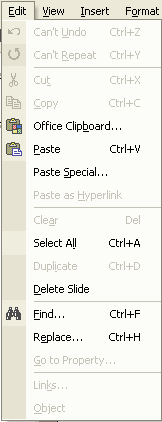 Edit View Insert Format
Can't Undo Ctrl+Z
Can't Repeat Ctrl+Y
Cut Ctrl+X
Copy Ctrl+C
Office Clipboard...
Paste Ctrl+V
Paste Special...
Paste as Hyperlink
Clear Del
Select All Ctrl+A
Duplicate Ctrl+D
Delete Slide
Find... Ctrl+F
Replace... Ctrl+H
Go to Property...
Links...
Object